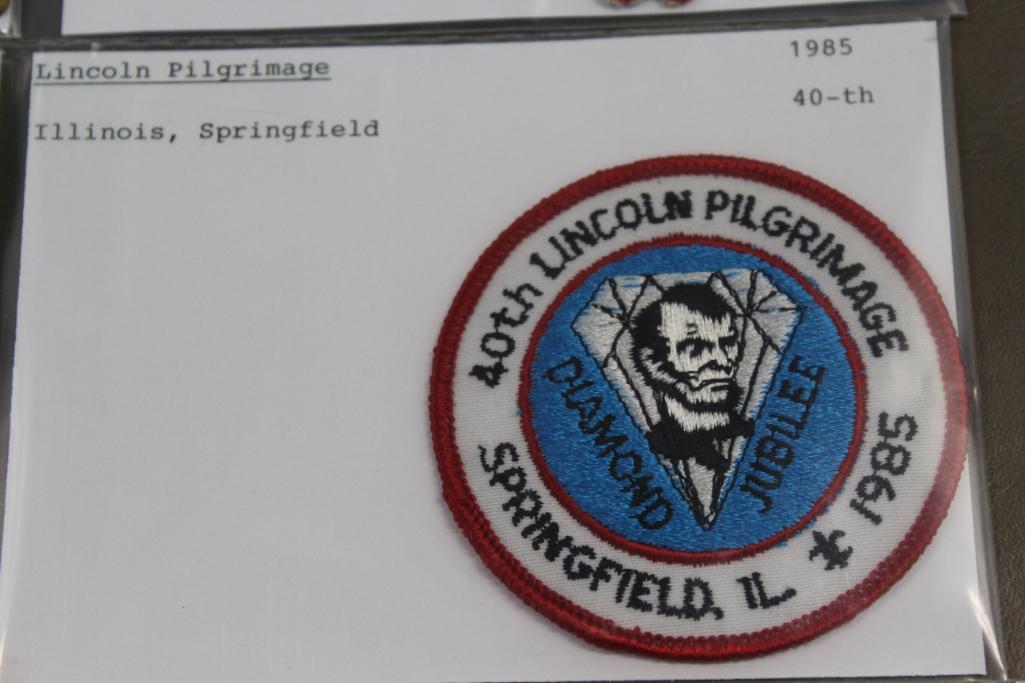 Lincoln Pilgrimage
1985
40-th
Illinois, Springfield
40th LINCOLN PILGRIMAGE
DIAMOND
JUBILEE
SPRINGFIELD, IL.
1985